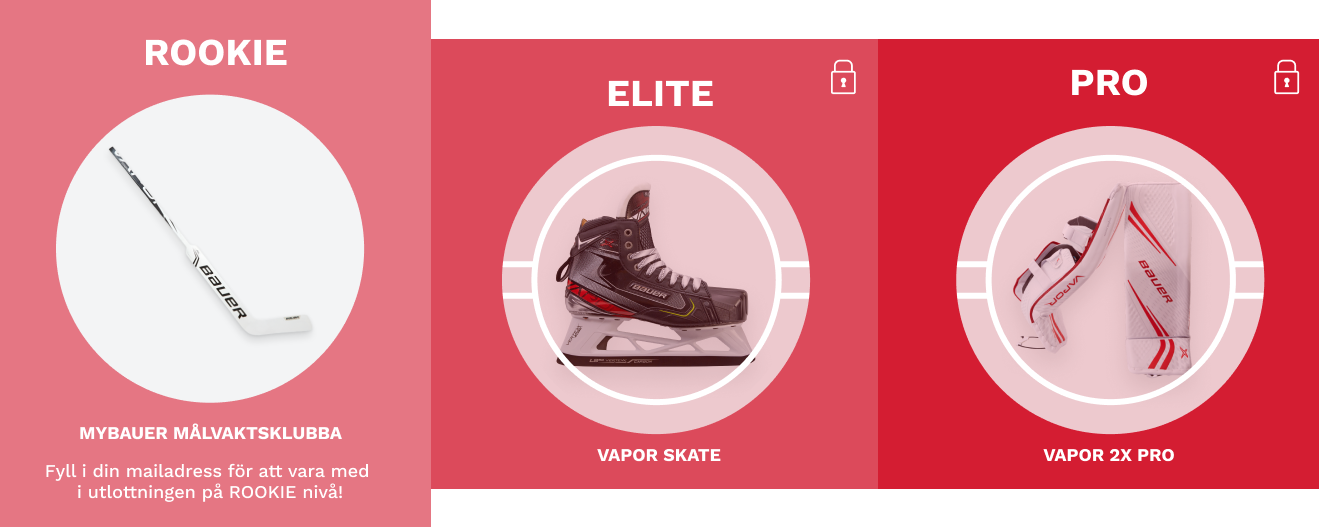 ROOKIE
BAUER
MYBAUER MÅLVAKTSKLUBBA
Fyll i din mailadress för att vara med
i utlottningen på ROOKIE nivå!
ELITE
BAUER
VAPOR SKATE
PRO
VAPOR
BAUER
VAPOR 2X PRO